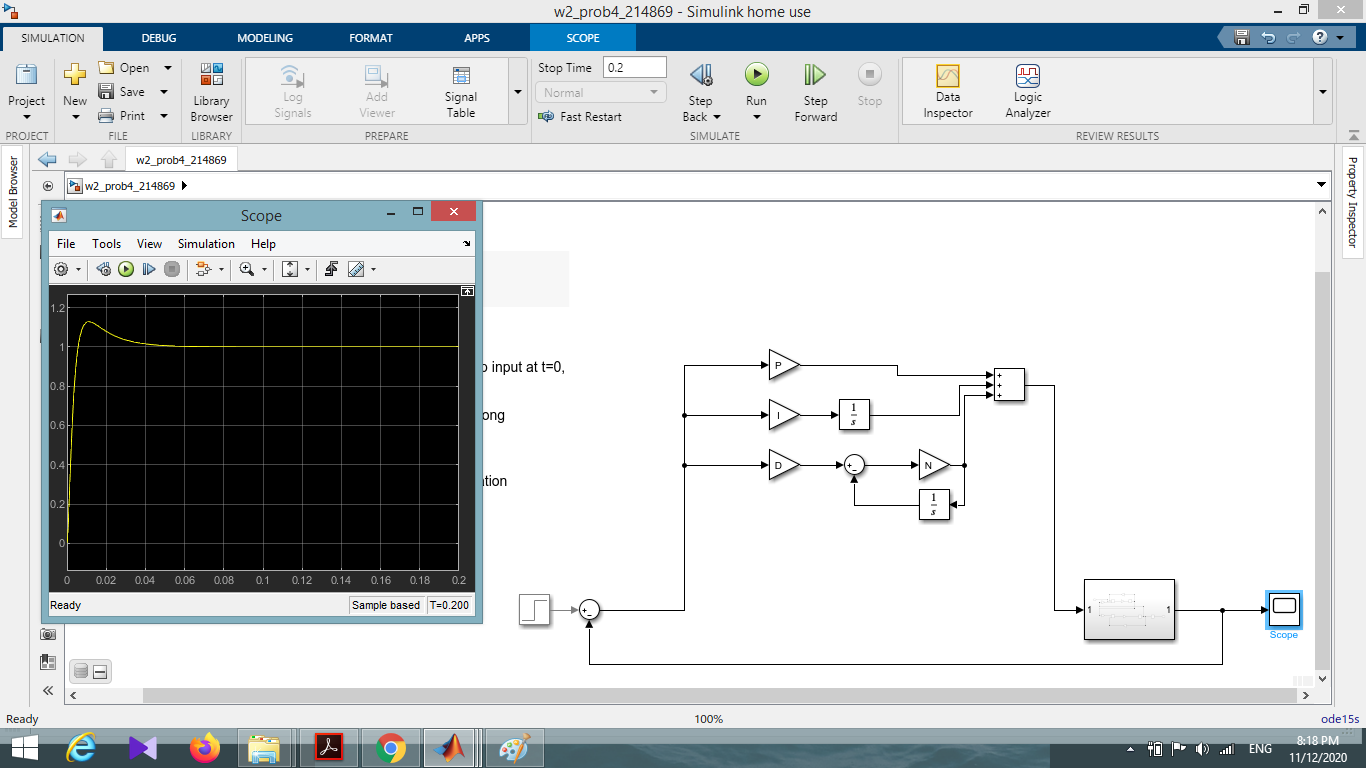 w2_prob4_214869 - Simulink home use
SIMULATION DEBUG MODELING FORMAT APPS SCOPE
Project
PROJECT
New
Open
Save
Print
FILE
Library
Browser
LIBRARY
Log
Signals
Add
Viewer
Signal
Table
PREPARE
Stop Time 0.2
Normal
Fast Restart
Step
Back
Run
Step
Forward
Stop
SIMULATE
Data
Inspector
Logic
Analyzer
REVIEW RESULTS
Model Browser
w2_prob4_214869
w2_prob4_214869
Property Inspector
Scope
File Tools View Simulation Help
1.2
1
0.8
0.6
0.4
0.2
0
0 0.02 0.04 0.06 0.08 0.1 0.12 0.14 0.16 0.18 0.2
Ready Sample based T=0.200
input at t=0,
P
+
+
+
I
1
s
D
+
-
N
1
s
+
-
1 1
Scope
Ready 100% ode15s
ENG
8:18 PM
11/12/2020